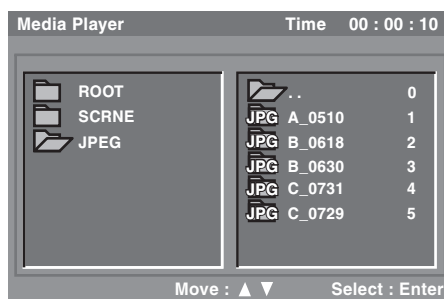 Media Player Time 00 : 00 : 10
ROOT
SCRNE
JPEG
. . 0
JPG A_0510 1
JPG B_0618 2
JPG B_0630 3
JPG C_0731 4
JPG C_0729 5
Move : ▲ ▼ Select : Enter